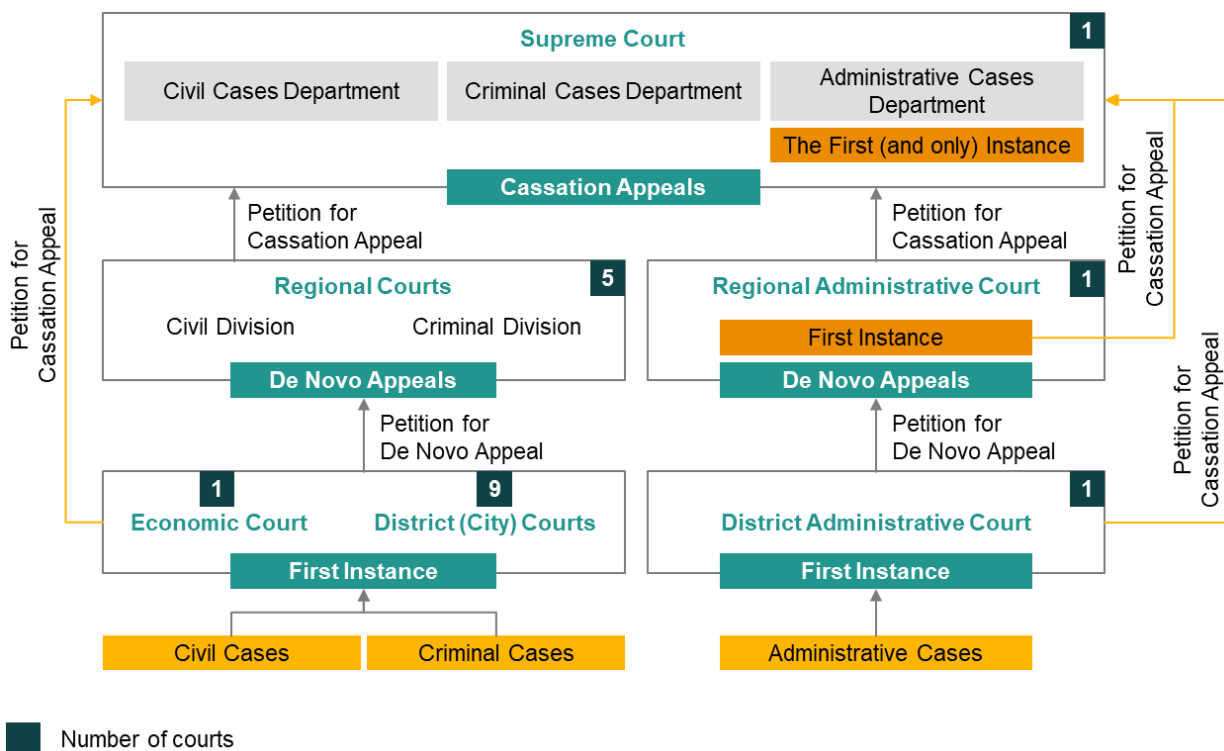 1
Supreme Court
Civil Cases Department
Criminal Cases Department
Administrative Cases
Department
The First (and only) Instance
Cassation Appeals
Petition for
Cassation Appeal
Petition for
Cassation Appeal
Petition for
Cassation Appeal
Petition for
Cassation Appeal
5
Regional Courts
Civil Division
Criminal Division
De Novo Appeals
1
Regional Administrative Court
First Instance
De Novo Appeals
Petition for
De Novo Appeal
Petition for
De Novo Appeal
Petition for
Cassation Appeal
1
Economic Court
9
District (City) Courts
First Instance
1
District Administrative Court
First Instance
Civil Cases
Criminal Cases
Administrative Cases
Number of courts